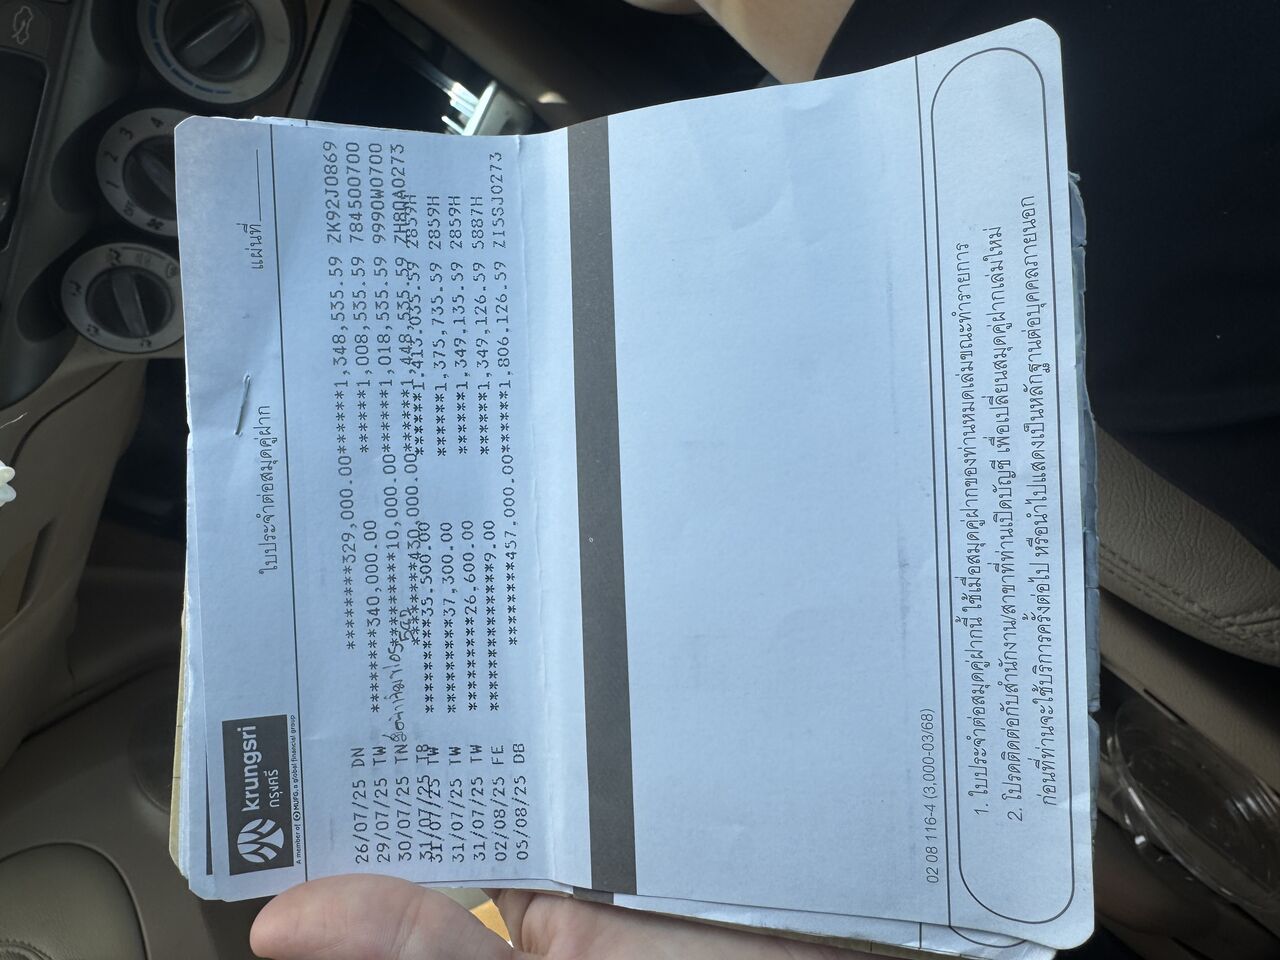 krungsri
กรุงศรี
A member of MUFG, a global financial group
ใบประจำต่อสมุดคู่ฝาก
แผ่นที่
26/07/25 DN ********329,000.00******1,348,535.59 ZK92J0869
29/07/25 TW ********340,000.00 ******1,008,535.59 784500700
30/07/25 TN *********10,000.00******1,018,535.59 9990W0700
31/07/25 TB ********430,000.00******1,448,535.59 ZH80A0273
31/07/25 TW *********35,500.00 ******1,413,035.59 2859H
31/07/25 TW *********37,300.00 ******1,375,735.59 2859H
31/07/25 TW *********26,600.00 ******1,349,135.59 2859H
02/08/25 FE *************9.00 ******1,349,126.59 5887H
05/08/25 DB ********457,000.00******1,806,126.59 ZI5SJ0273
02 08 116-4 (3,000-03/68)
1. ใบประจำต่อสมุดคู่ฝากนี้ ใช้เมื่อสมุดคู่ฝากของท่านหมดเล่มขณะทำรายการ
2. โปรดติดต่อกับสำนักงาน/สาขาที่ท่านเปิดบัญชี เพื่อเปลี่ยนสมุดคู่ฝากเล่มใหม่
ก่อนที่ท่านจะใช้บริการครั้งต่อไป หรือนำไปแสดงเป็นหลักฐานต่อบุคคลภายนอก